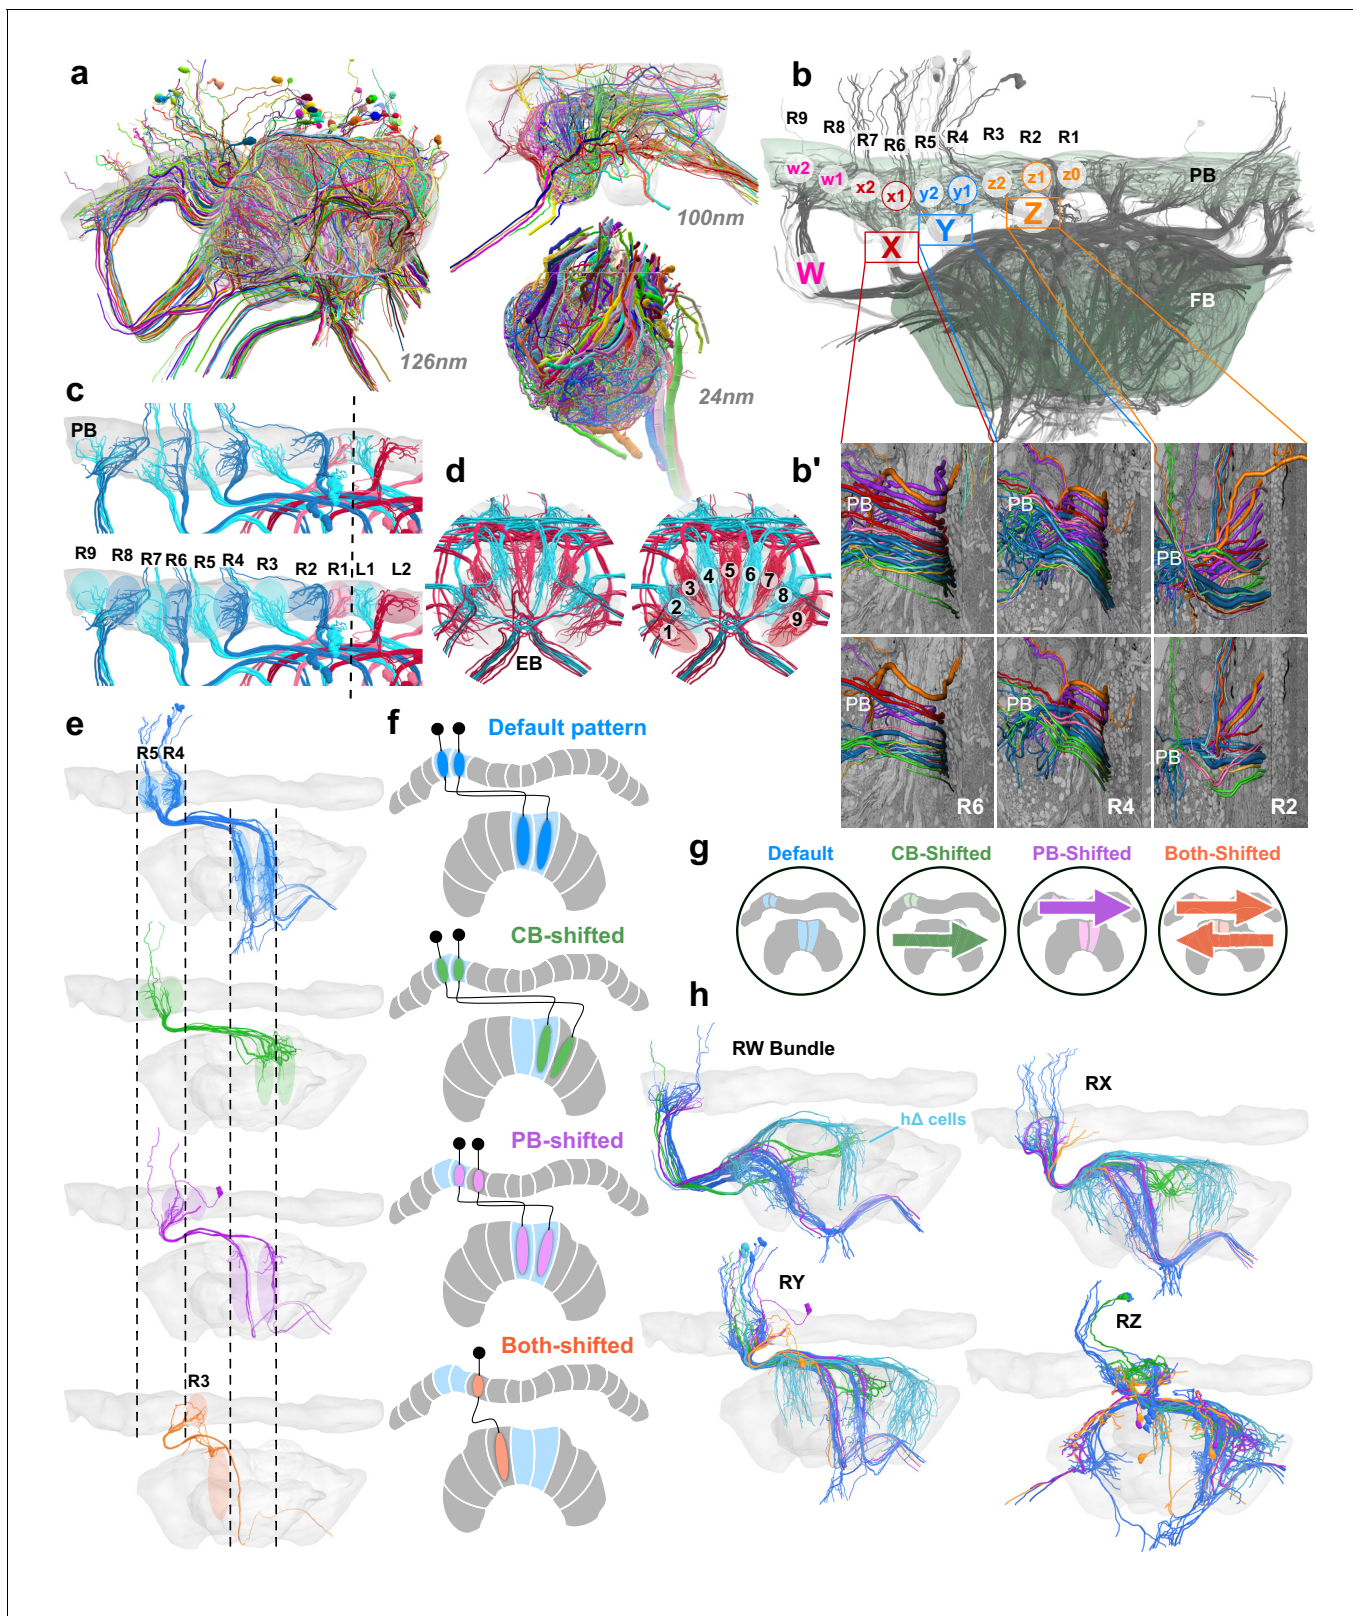 a
126nm
100nm
24nm
b
R9
R8
R7
R6
R5
R4
R3
R2
R1
w2
w1
x2
x1
y2
y1
z2
z1
z0
PB
W
X
Y
Z
FB
b'
PB
PB
PB
PB
PB
PB
R6
R4
R2
c
PB
R9 R8 R7 R6 R5 R4 R3 R2 R1 L1 L2
d
1 2 3 4 5 6 7 8 9
EB
e
R5 R4
R3
f
Default pattern
CB-shifted
PB-shifted
Both-shifted
g
Default
CB-Shifted
PB-Shifted
Both-Shifted
h
RW Bundle
hΔ cells
RX
RY
RZ